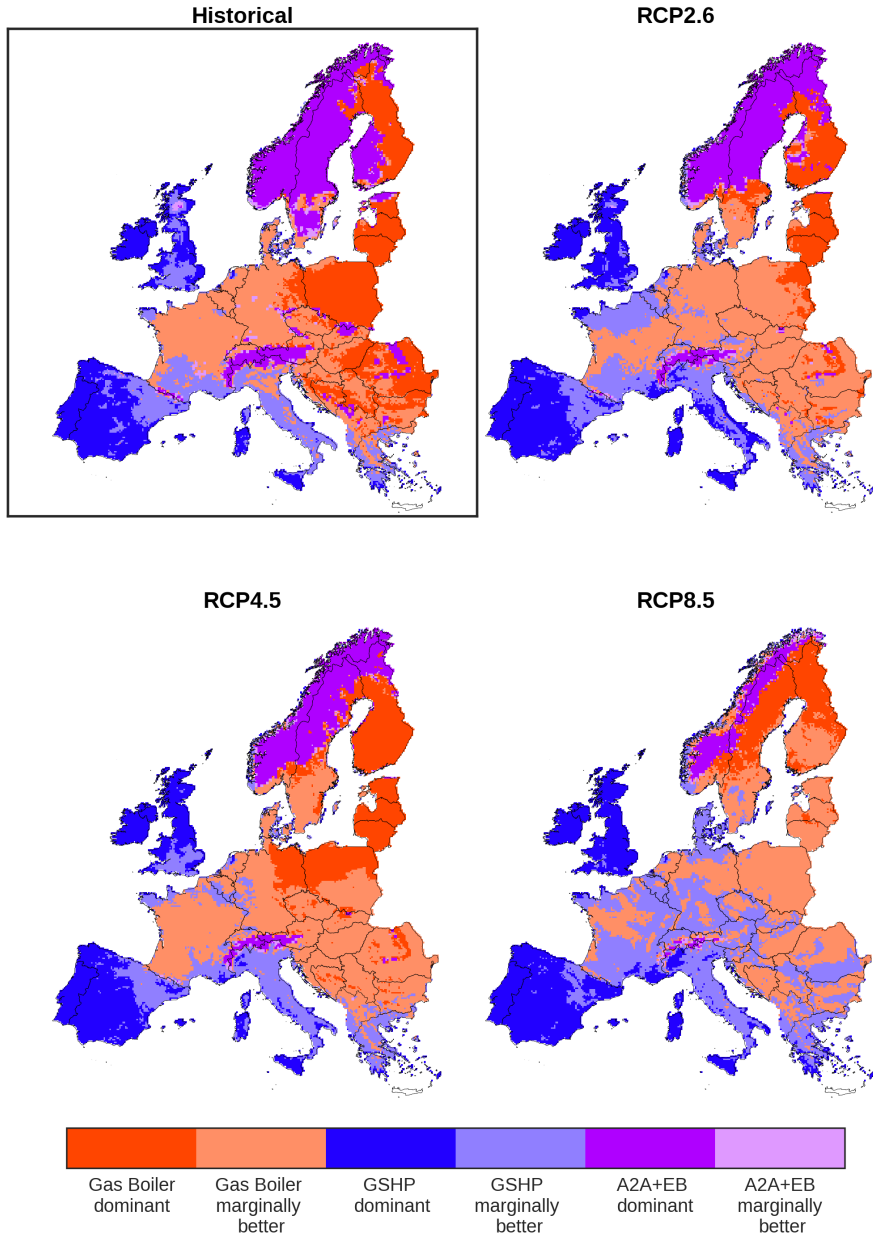 Historical
RCP2.6
RCP4.5
RCP8.5
Gas Boiler
dominant
Gas Boiler
marginally
better
GSHP
dominant
GSHP
marginally
better
A2A+EB
dominant
A2A+EB
marginally
better